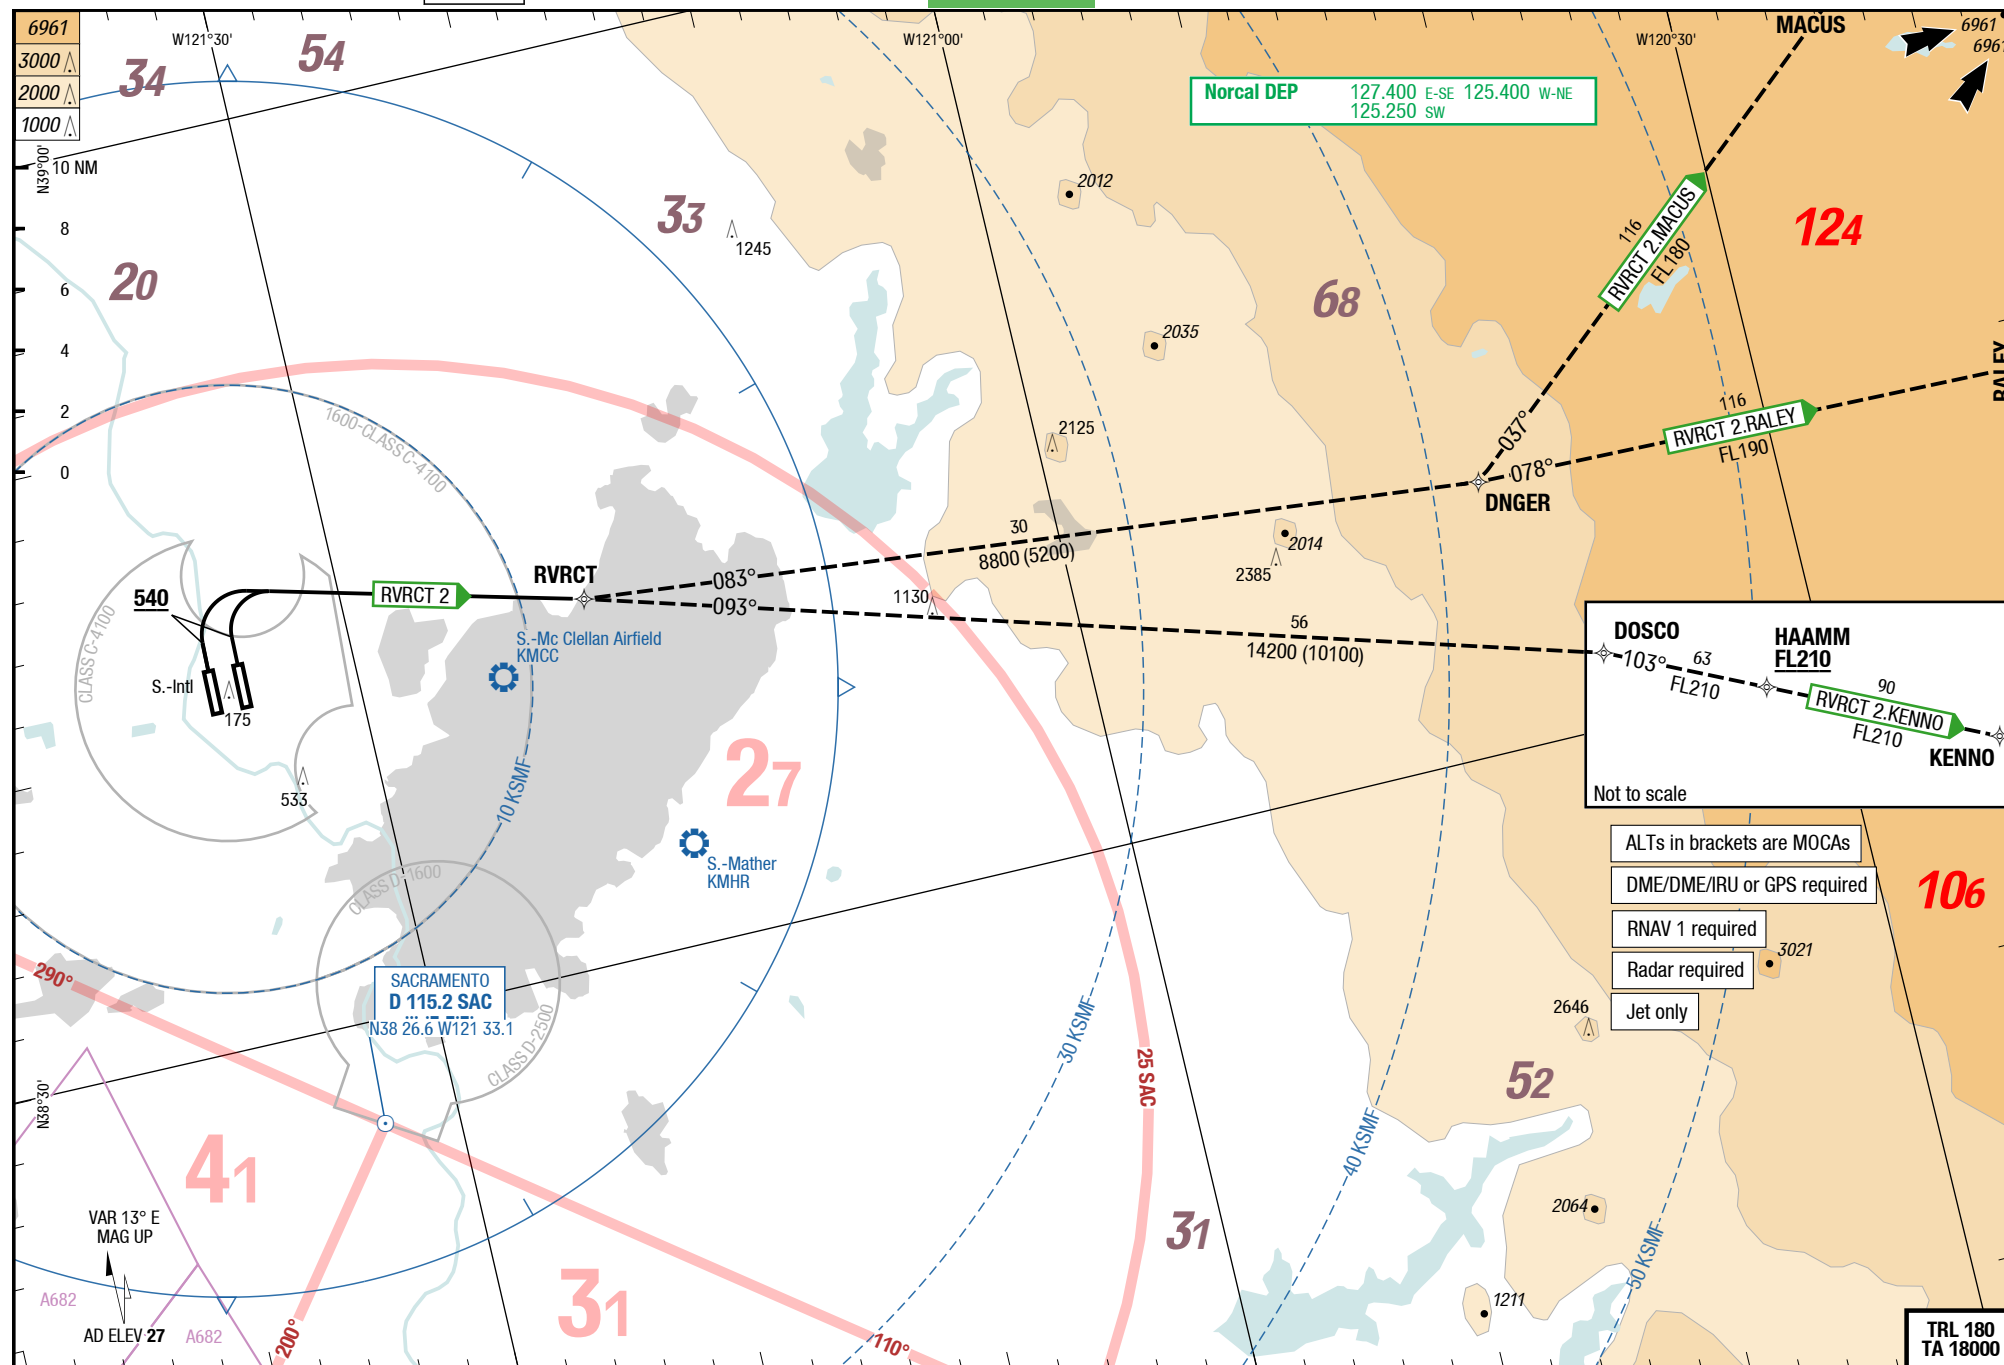 6961
3000
2000
1000
W121°30'
W121°00'
W120°30'
MACUS
6961
6961
34
54
Norcal DEP 127.400 E-SE 125.400 W-NE
125.250 SW
N39°00'
10 NM
8
6
4
2
0
20
33
1245
2012
2035
2125
68
124
116
RVRCT 2.MACUS
FL180
RALEY
116
RVRCT 2.RALEY
FL190
037°
078°
DNGER
1600-CLASS C-4100
CLASS C-4100
540
RVRCT 2
RVRCT
083°
093°
30
8800 (5200)
1130
2014
2385
56
14200 (10100)
S.-Mc Clellan Airfield
KMCC
S.-Intl
175
533
10 KSMF
27
S.-Mather
KMHR
DOSCO
103°
63
FL210
HAAMM
FL210
90
RVRCT 2.KENNO
FL210
KENNO
Not to scale
ALTs in brackets are MOCAs
DME/DME/IRU or GPS required
RNAV 1 required
Radar required
Jet only
106
3021
2646
CLASS D-1600
CLASS D-2500
290°
SACRAMENTO
D 115.2 SAC
N38 26.6 W121 33.1
N38°30'
30 KSMF
25 SAC
40 KSMF
50 KSMF
52
41
31
31
2064
1211
VAR 13° E
MAG UP
A682
A682
AD ELEV 27
200°
110°
TRL 180
TA 18000